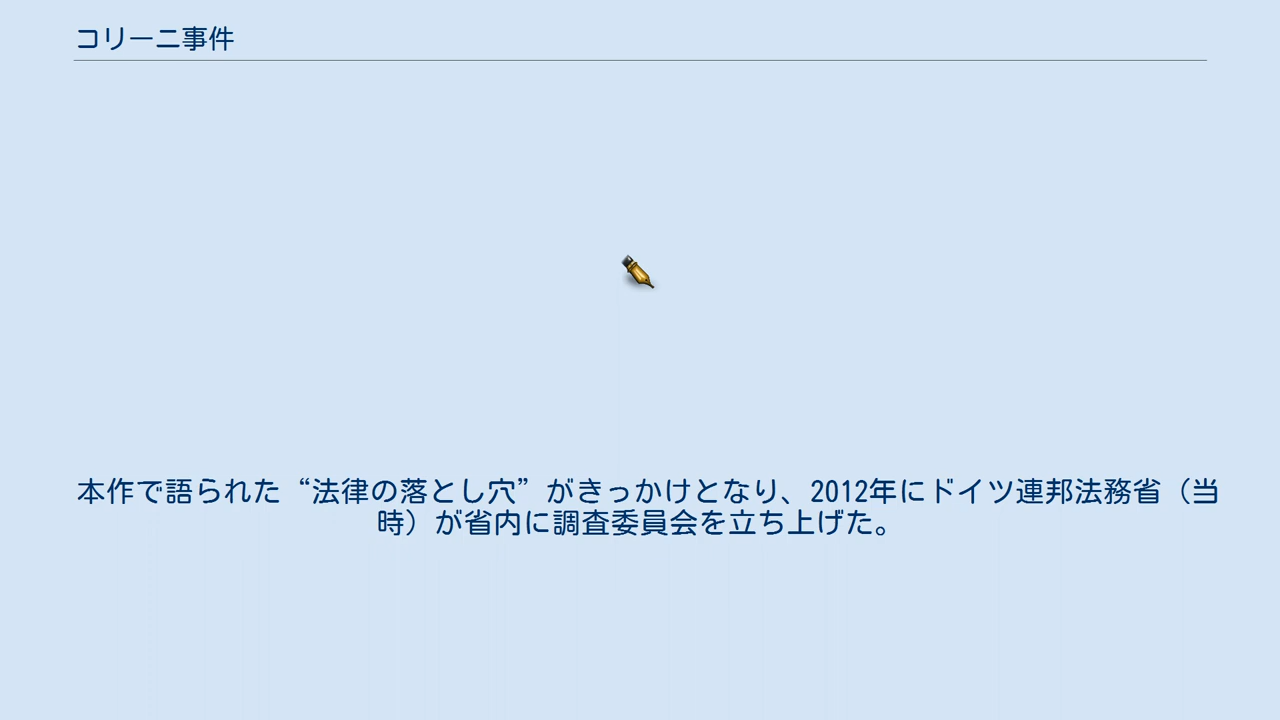 コリーニ事件
本作で語られた“法律の落とし穴”がきっかけとなり、2012年にドイツ連邦法務省（当
時）が省内に調査委員会を立ち上げた。